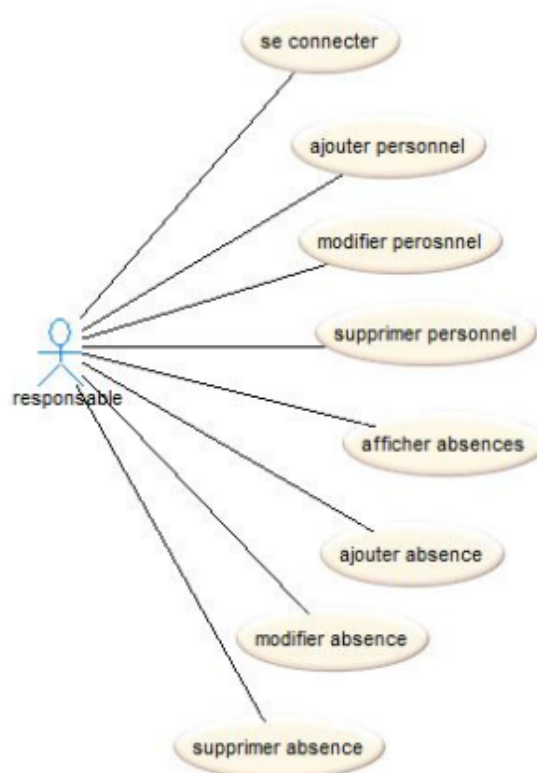 se connecter
ajouter personnel
modifier perosnnel
supprimer personnel
responsable
afficher absences
ajouter absence
modifier absence
supprimer absence